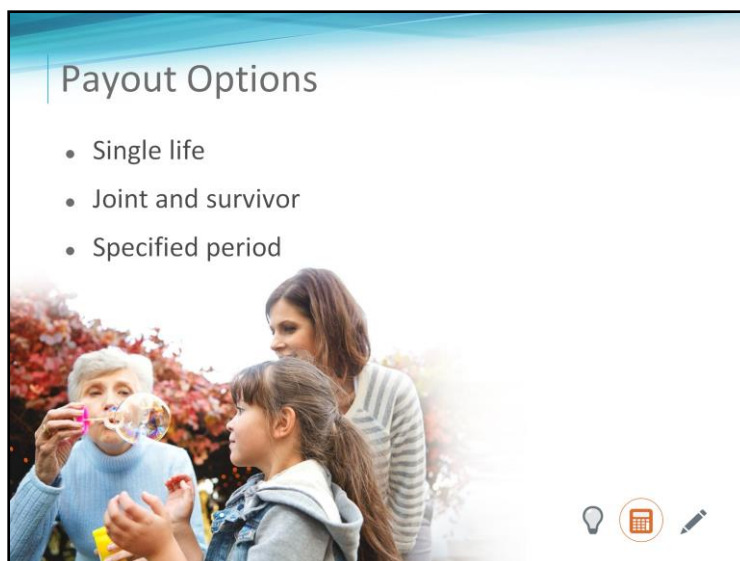 Payout Options
• Single life
• Joint and survivor
• Specified period